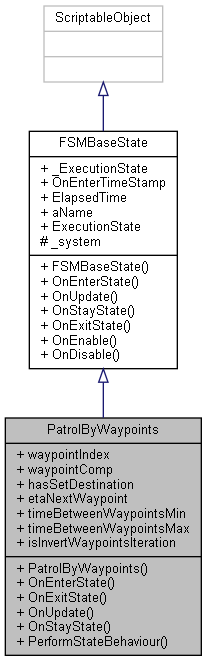 ScriptableObject
FSMBaseState
+ _ExecutionState
+ OnEnterTimeStamp
+ ElapsedTime
+ aName
+ ExecutionState
# _system
+ FSMBaseState()
+ OnEnterState()
+ OnUpdate()
+ OnStayState()
+ OnExitState()
+ OnEnable()
+ OnDisable()
PatrolByWaypoints
+ waypointIndex
+ waypointComp
+ hasSetDestination
+ etaNextWaypoint
+ timeBetweenWaypointsMin
+ timeBetweenWaypointsMax
+ isInvertWaypointsIteration
+ PatrolByWaypoints()
+ OnEnterState()
+ OnExitState()
+ OnUpdate()
+ OnStayState()
+ PerformStateBehaviour()